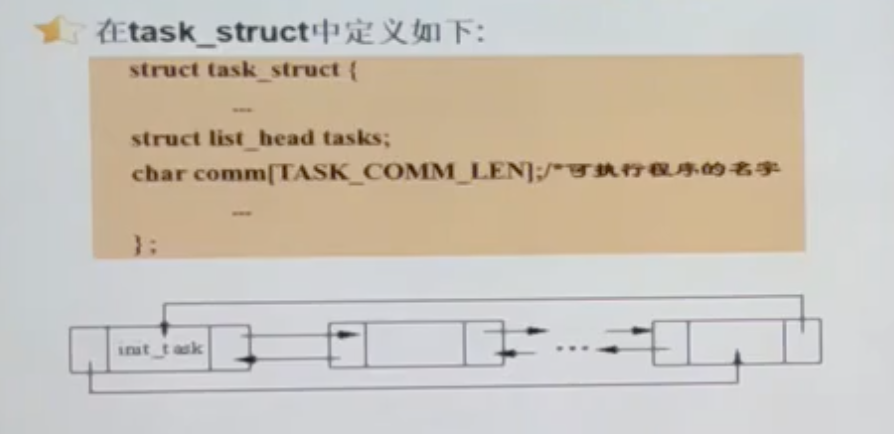 在task_struct中定义如下:
struct task_struct {
...
struct list_head tasks;
char comm[TASK_COMM_LEN];/*可执行程序的名字
...
};
init_task
...